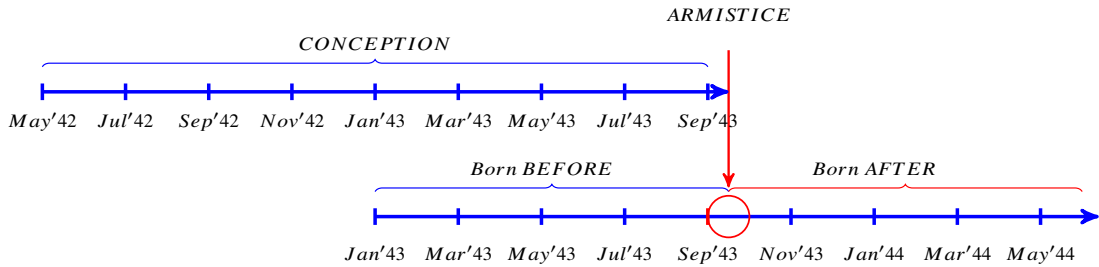 ARMISTICE
CONCEPTION
May'42 Jul'42 Sep'42 Nov'42 Jan'43 Mar'43 May'43 Jul'43 Sep'43
Born BEFORE Born AFTER
Jan'43 Mar'43 May'43 Jul'43 Sep'43 Nov'43 Jan'44 Mar'44 May'44